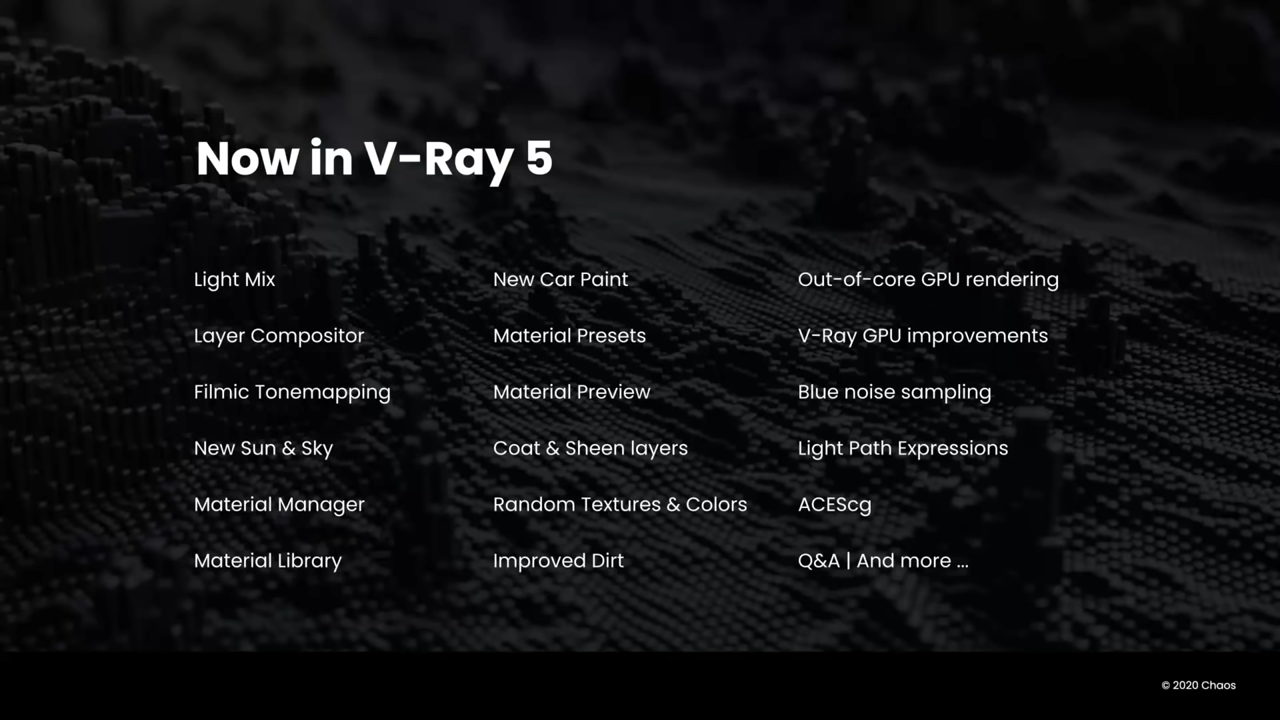 Now in V-Ray 5
Light Mix
Layer Compositor
Filmic Tonemapping
New Sun & Sky
Material Manager
Material Library
New Car Paint
Material Presets
Material Preview
Coat & Sheen layers
Random Textures & Colors
Improved Dirt
Out-of-core GPU rendering
V-Ray GPU improvements
Blue noise sampling
Light Path Expressions
ACEScg
Q&A | And more ...
© 2020 Chaos